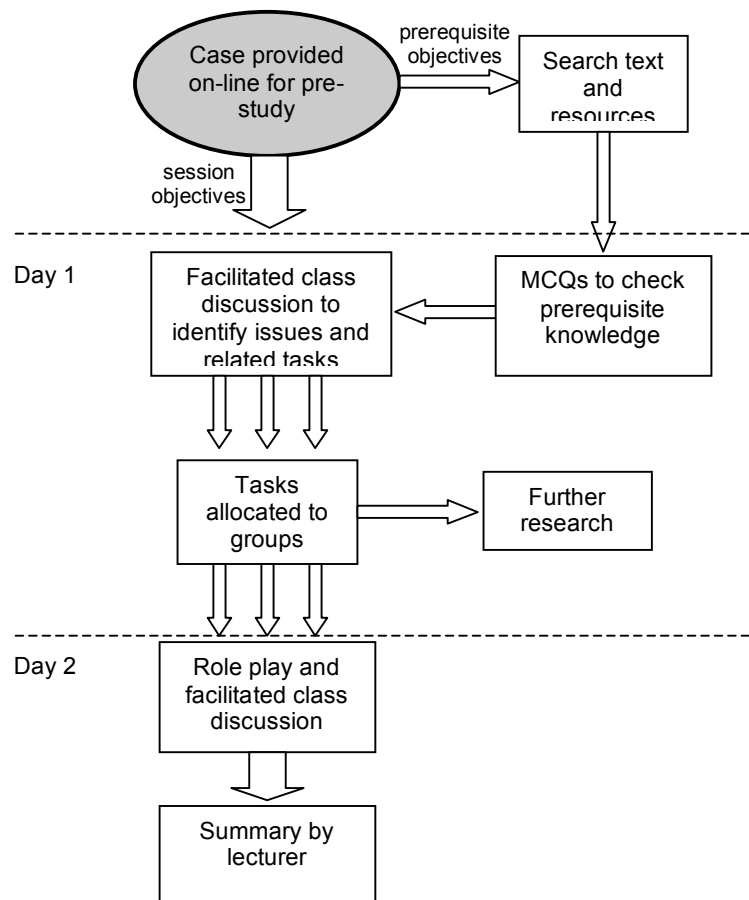 Case provided
on-line for pre-
study
prerequisite
objectives
Search text
and
resources
session
objectives
Day 1
Facilitated class
discussion to
identify issues and
related tasks
MCQs to check
prerequisite
knowledge
Tasks
allocated to
groups
Further
research
Day 2
Role play and
facilitated class
discussion
Summary by
lecturer